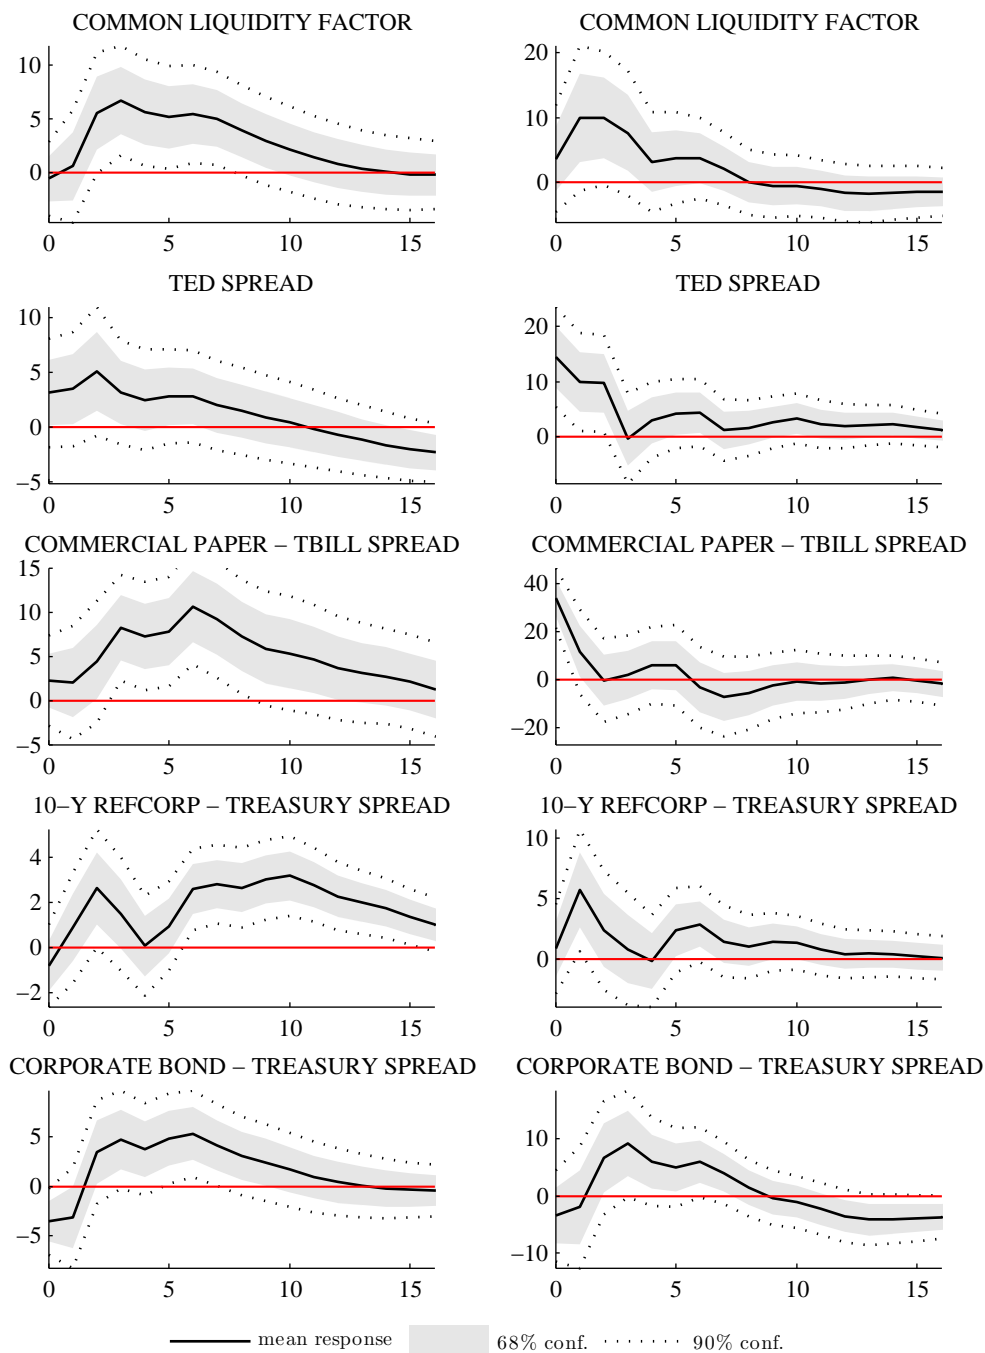 COMMON LIQUIDITY FACTOR
10
5
0
0 5 10 15
COMMON LIQUIDITY FACTOR
20
10
0
0 5 10 15
TED SPREAD
10
5
0
−5
0 5 10 15
TED SPREAD
20
10
0
0 5 10 15
COMMERCIAL PAPER − TBILL SPREAD
15
10
5
0
−5
0 5 10 15
COMMERCIAL PAPER − TBILL SPREAD
40
20
0
−20
0 5 10 15
10−Y REFCORP − TREASURY SPREAD
4
2
0
−2
0 5 10 15
10−Y REFCORP − TREASURY SPREAD
10
5
0
0 5 10 15
CORPORATE BOND − TREASURY SPREAD
5
0
−5
0 5 10 15
CORPORATE BOND − TREASURY SPREAD
10
0
−10
0 5 10 15
mean response 68% conf. 90% conf.